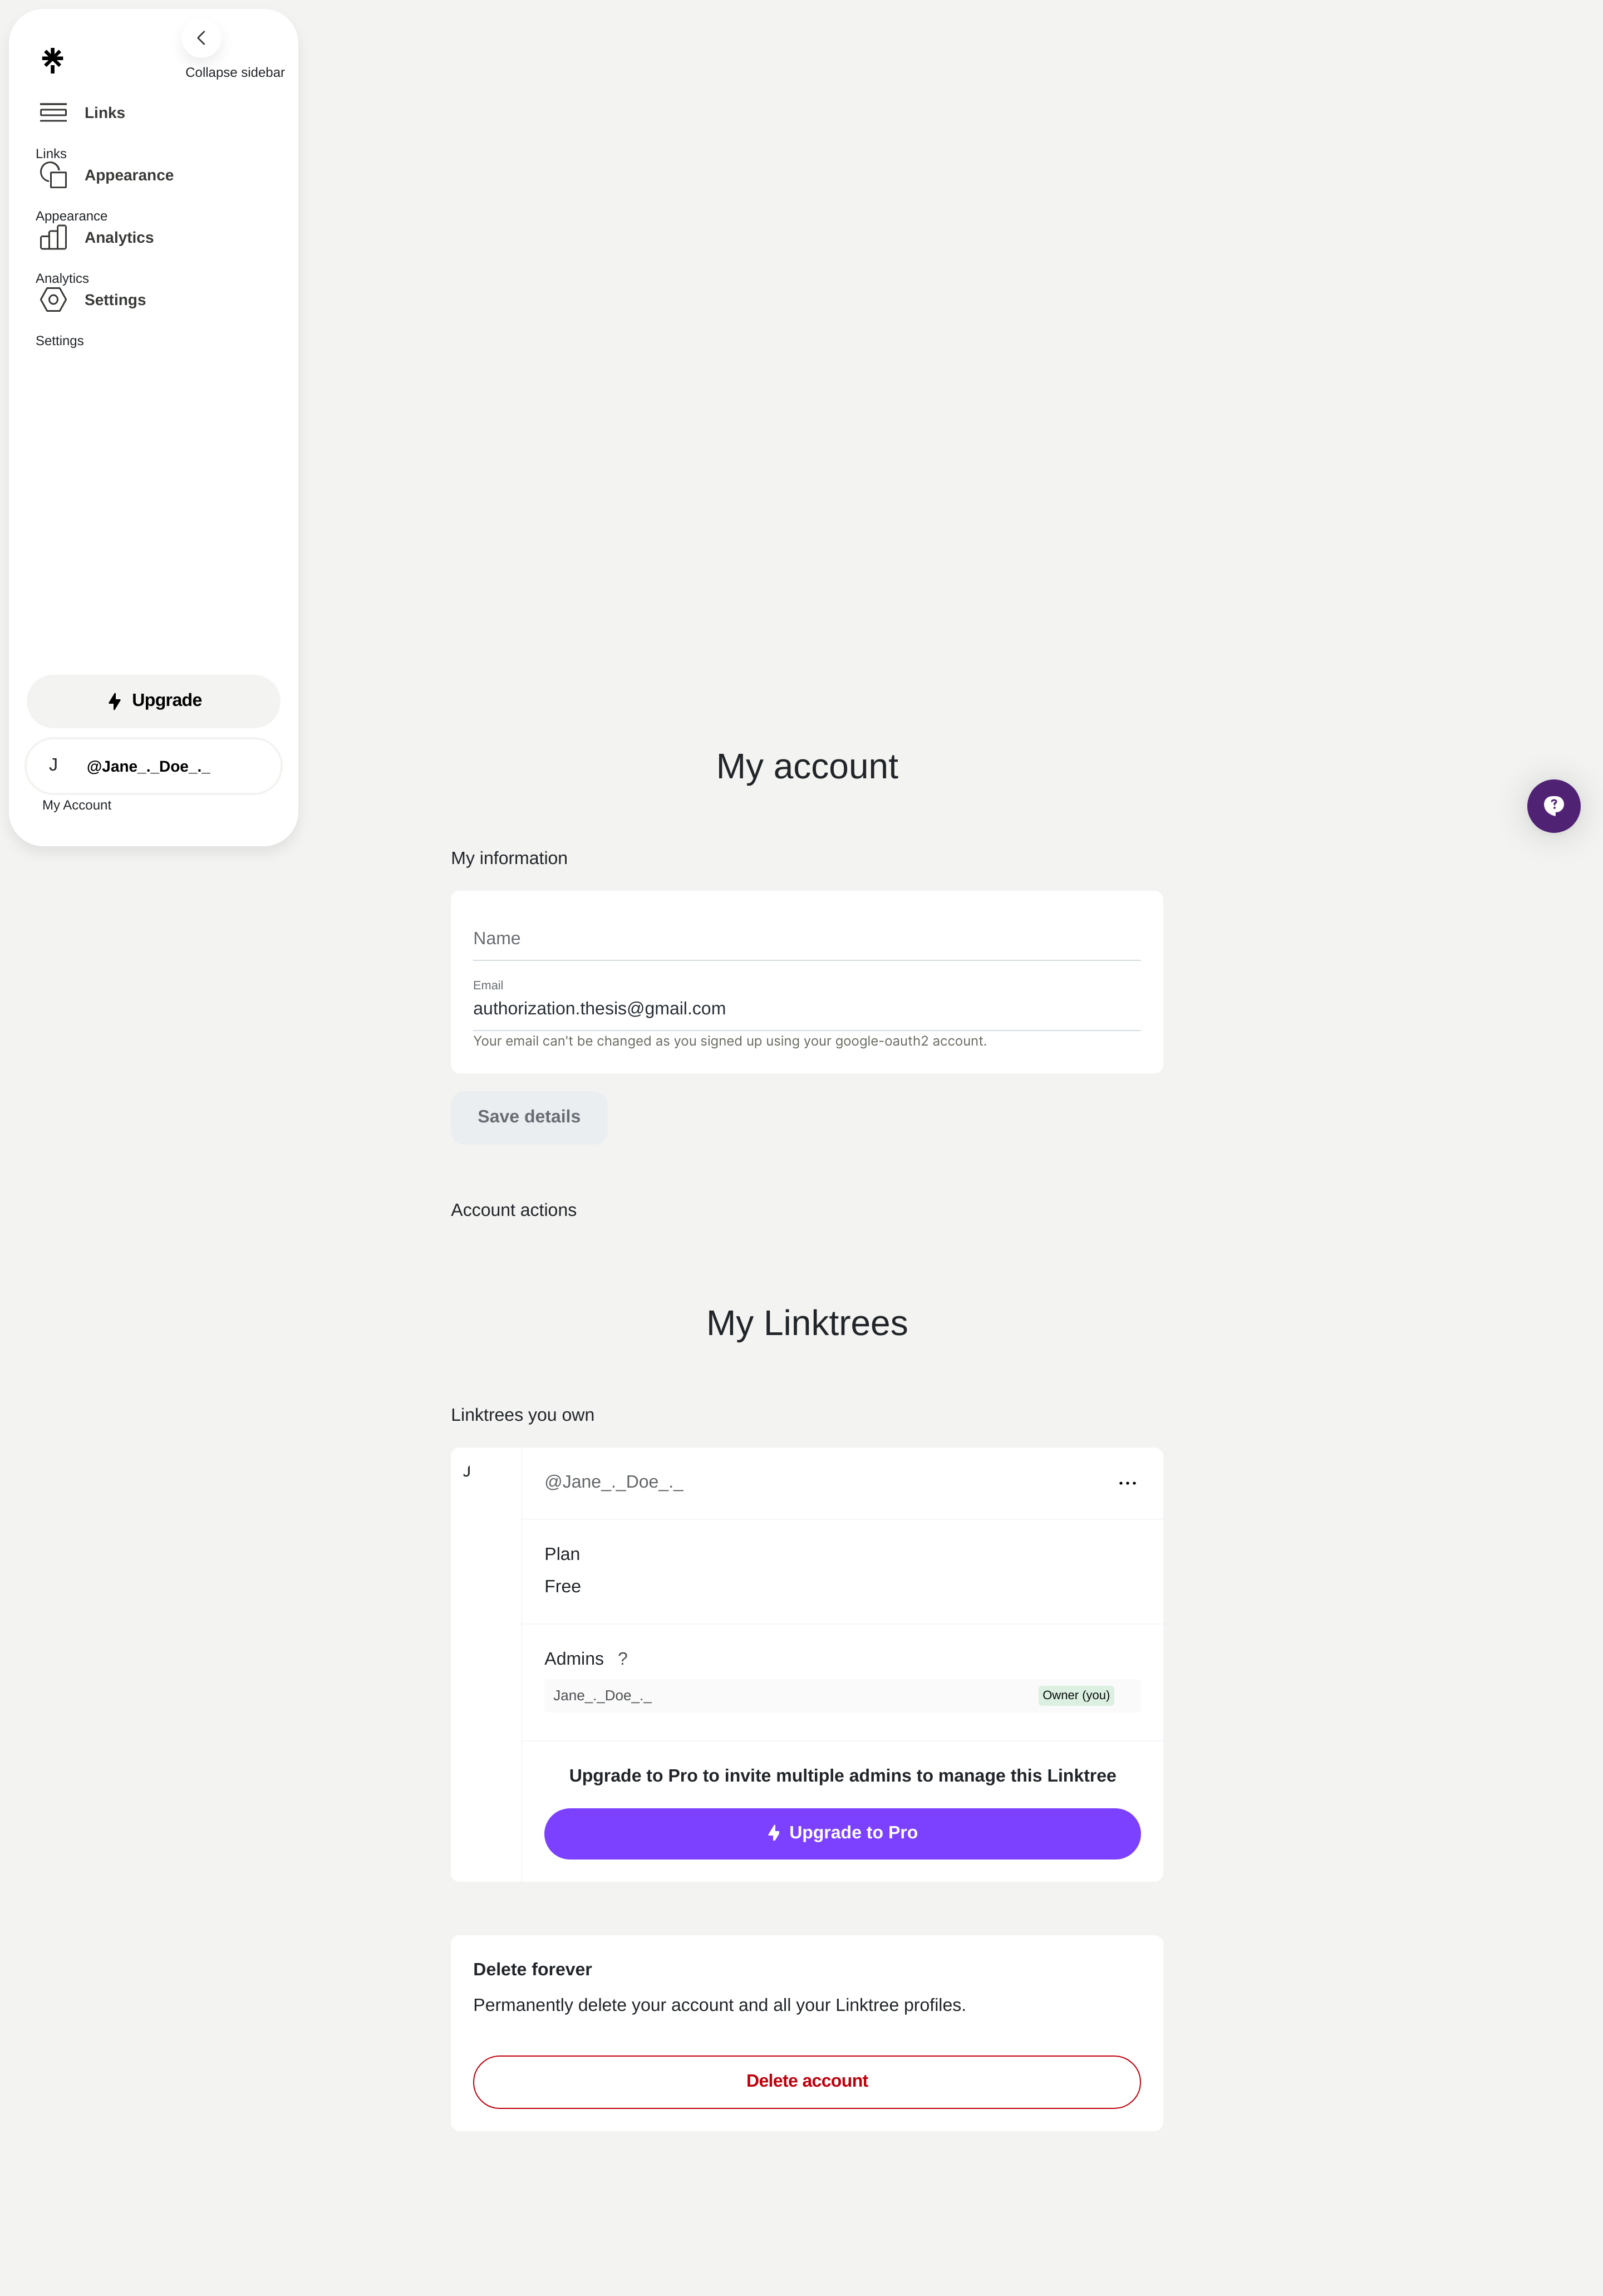 Collapse sidebar
Links
Links
Appearance
Appearance
Analytics
Analytics
Settings
Settings
Upgrade
J @Jane_._Doe_._
My Account
My account
My information
Name
Email
authorization.thesis@gmail.com
Your email can't be changed as you signed up using your google-oauth2 account.
Save details
Account actions
My Linktrees
Linktrees you own
J @Jane_._Doe_._
Plan
Free
Admins ?
Jane_._Doe_._ Owner (you)
Upgrade to Pro to invite multiple admins to manage this Linktree
Upgrade to Pro
Delete forever
Permanently delete your account and all your Linktree profiles.
Delete account